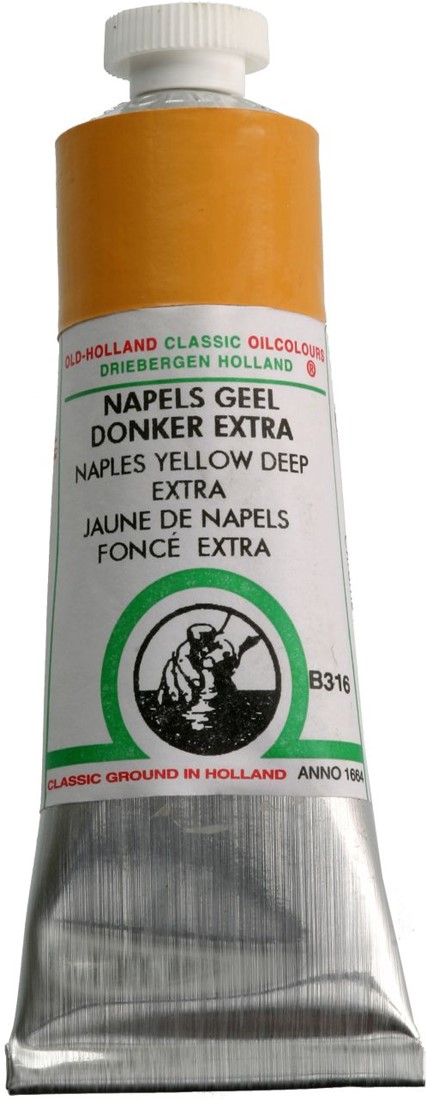 OLD-HOLLAND CLASSIC OILCOLOURS
DRIEBERGEN HOLLAND ®
NAPELS GEEL
DONKER EXTRA
NAPLES YELLOW DEEP
EXTRA
JAUNE DE NAPELS
FONCÉ EXTRA
B316
CLASSIC GROUND IN HOLLAND ANNO 1664